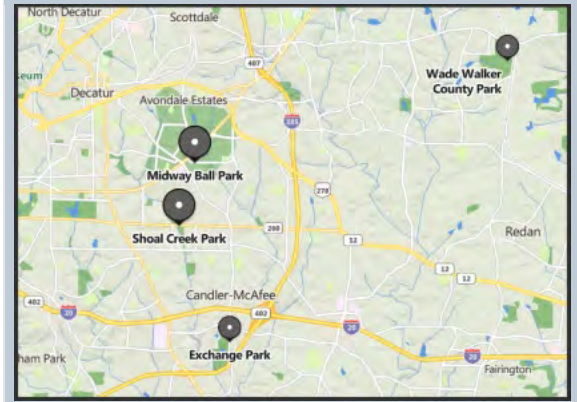 North Decatur
Scottdale
407
Wade Walker
County Park
Decatur
Avondale Estates
285
Midway Ball Park
278
Shoal Creek Park
260
12
Redan
12
12
Candler-McAfee
402
20
402
20
Exchange Park
20
Fairington